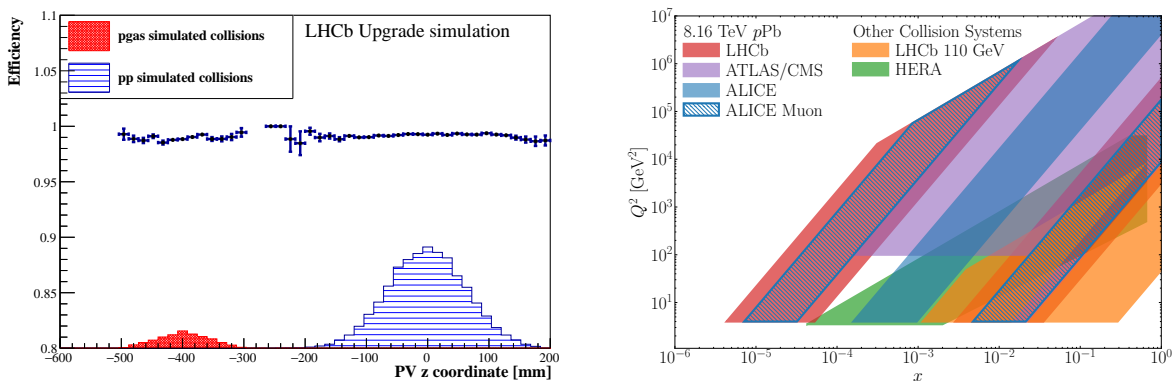 LHCb Upgrade simulation
pgas simulated collisions
pp simulated collisions
Efficiency
1.1
1.05
1
0.95
0.9
0.85
0.8
−600 −500 −400 −300 −200 −100 0 100 200
PV z coordinate [mm]
8.16 TeV pPb
LHCb
ATLAS/CMS
ALICE
ALICE Muon
Other Collision Systems
LHCb 110 GeV
HERA
Q² [GeV²]
10⁶
10⁵
10⁴
10³
10²
10¹
10⁻⁶ 10⁻⁵ 10⁻⁴ 10⁻³ 10⁻² 10⁻¹ 10⁰
x